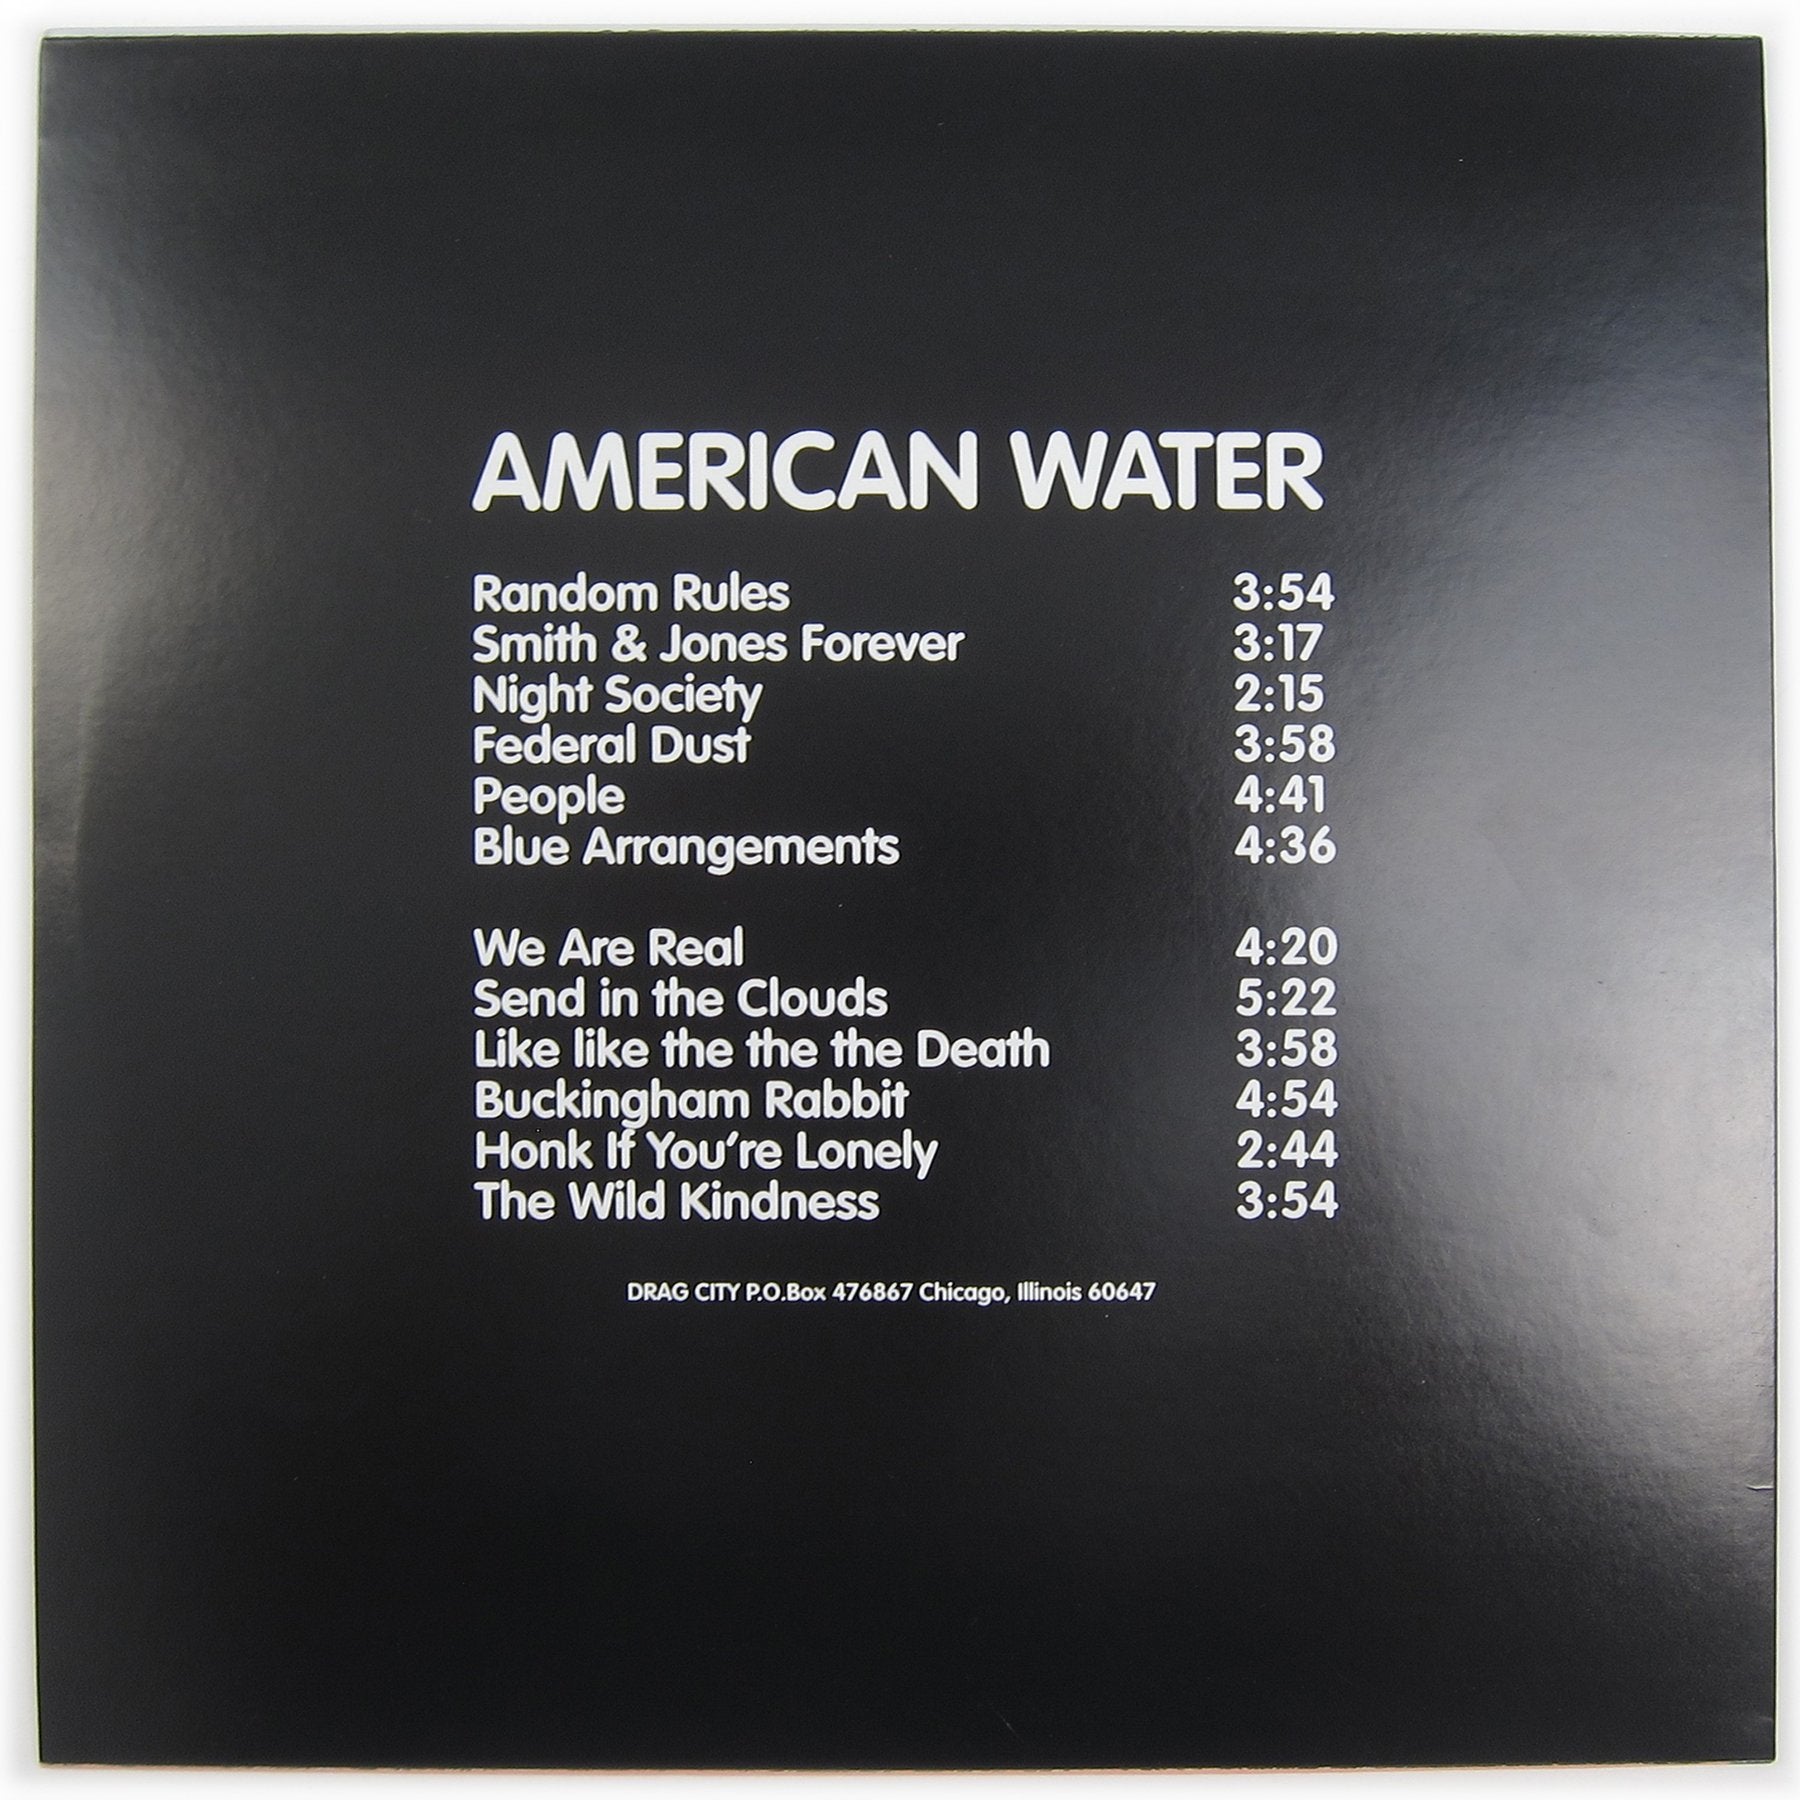 AMERICAN WATER
Random Rules 3:54
Smith & Jones Forever 3:17
Night Society 2:15
Federal Dust 3:58
People 4:41
Blue Arrangements 4:36
We Are Real 4:20
Send in the Clouds 5:22
Like like the the the Death 3:58
Buckingham Rabbit 4:54
Honk If You're Lonely 2:44
The Wild Kindness 3:54
DRAG CITY P.O.Box 476867 Chicago, Illinois 60647